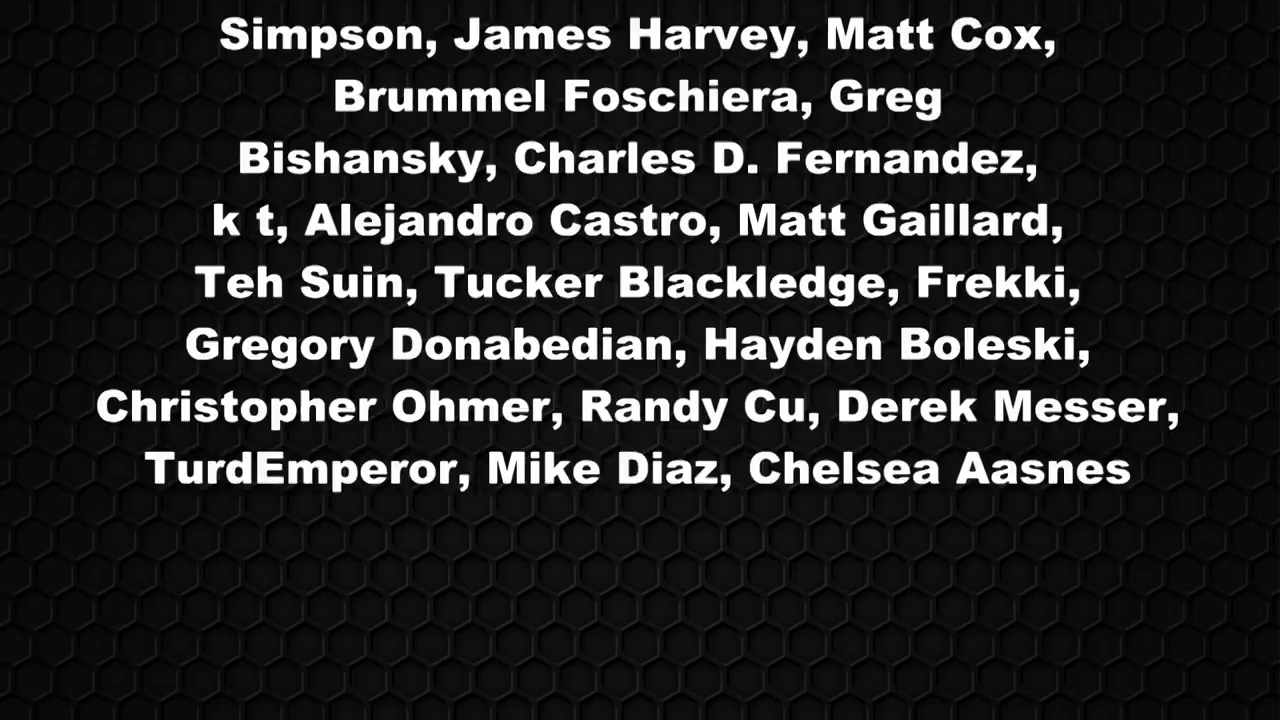 Simpson, James Harvey, Matt Cox,
Brummel Foschiera, Greg
Bishansky, Charles D. Fernandez,
k t, Alejandro Castro, Matt Gaillard,
Teh Suin, Tucker Blackledge, Frekki,
Gregory Donabedian, Hayden Boleski,
Christopher Ohmer, Randy Cu, Derek Messer,
TurdEmperor, Mike Diaz, Chelsea Aasnes